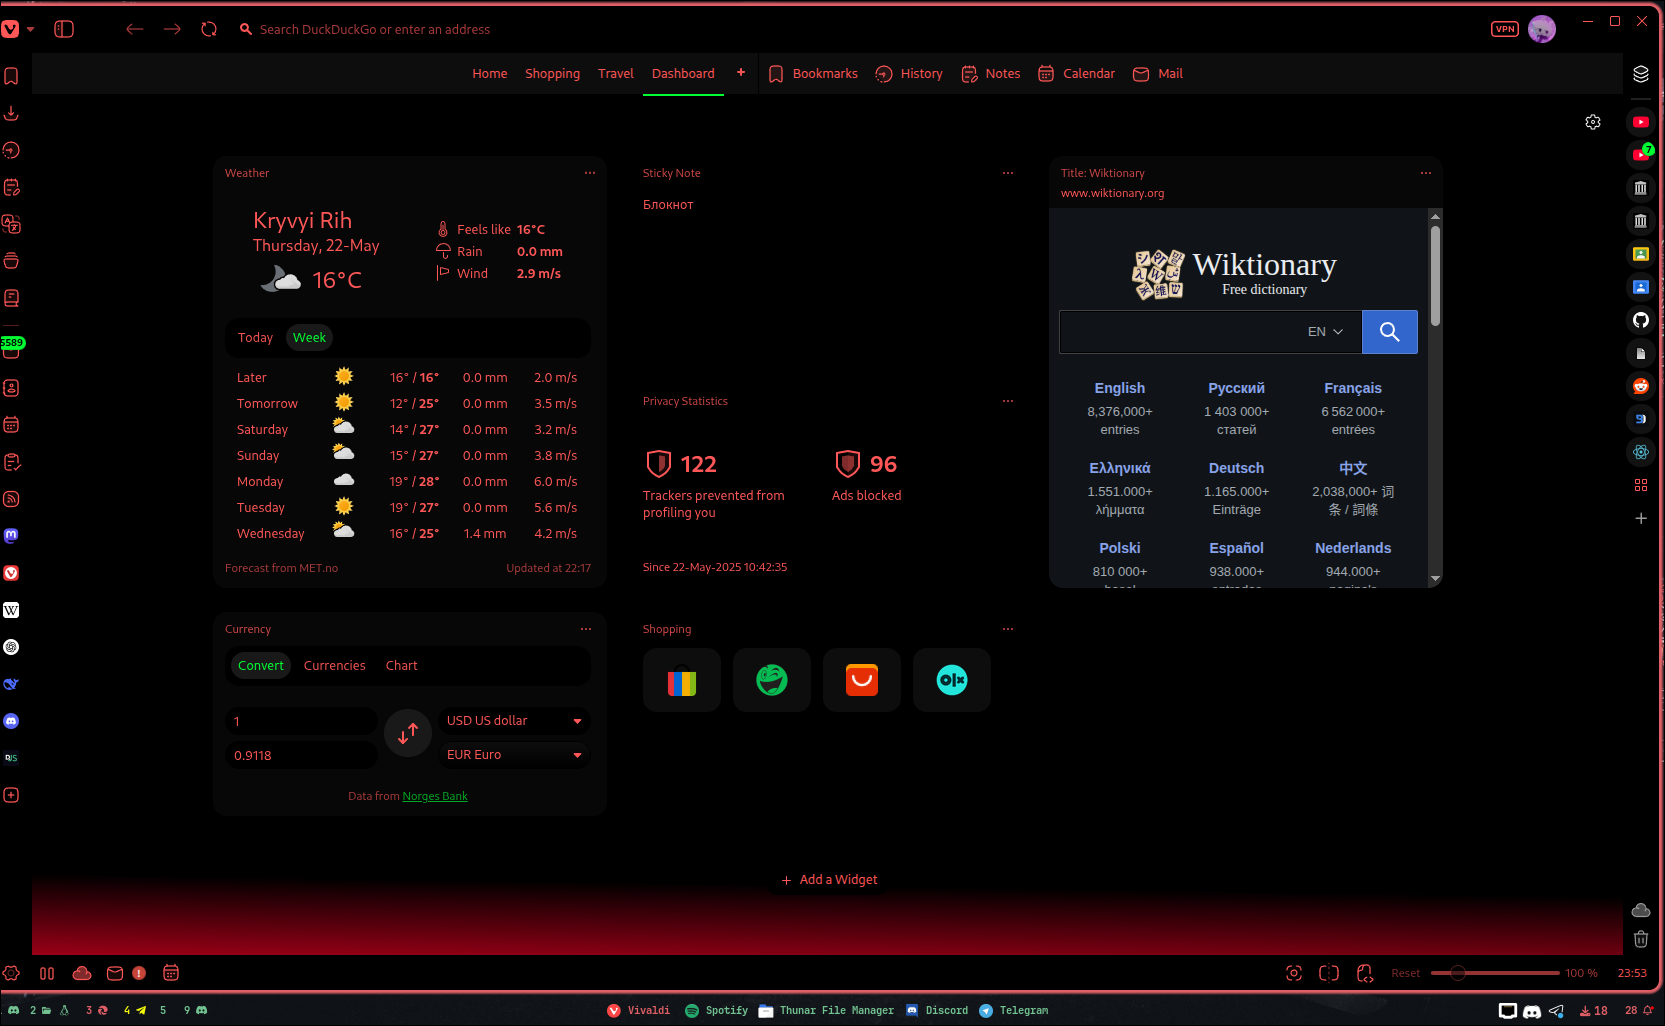 Search DuckDuckGo or enter an address
VPN
Home Shopping Travel Dashboard + Bookmarks History Notes Calendar Mail
7
5589
Weather
Kryvyi Rih
Thursday, 22-May
16°C
Feels like 16°C
Rain 0.0 mm
Wind 2.9 m/s
Today Week
Later 16° / 16° 0.0 mm 2.0 m/s
Tomorrow 12° / 25° 0.0 mm 3.5 m/s
Saturday 14° / 27° 0.0 mm 3.2 m/s
Sunday 15° / 27° 0.0 mm 3.8 m/s
Monday 19° / 28° 0.0 mm 6.0 m/s
Tuesday 19° / 27° 0.0 mm 5.6 m/s
Wednesday 16° / 25° 1.4 mm 4.2 m/s
Forecast from MET.no Updated at 22:17
Currency
Convert Currencies Chart
1 USD US dollar
0.9118 EUR Euro
Data from Norges Bank
Sticky Note
Блокнот
Privacy Statistics
122 96
Trackers prevented from Ads blocked
profiling you
Since 22-May-2025 10:42:35
Shopping
olx
Title: Wiktionary
www.wiktionary.org
Wiktionary
Free dictionary
EN
English Русский Français
8,376,000+ 1 403 000+ 6 562 000+
entries статей entrées
Ελληνικά Deutsch 中文
1.551.000+ 1.165.000+ 2,038,000+ 词
λήμματα Einträge 条 / 詞條
Polski Español Nederlands
810 000+ 938.000+ 944.000+
+ Add a Widget
Reset 100 % 23:53
2 3 4 5 9 Vivaldi Spotify Thunar File Manager Discord Telegram 18 28